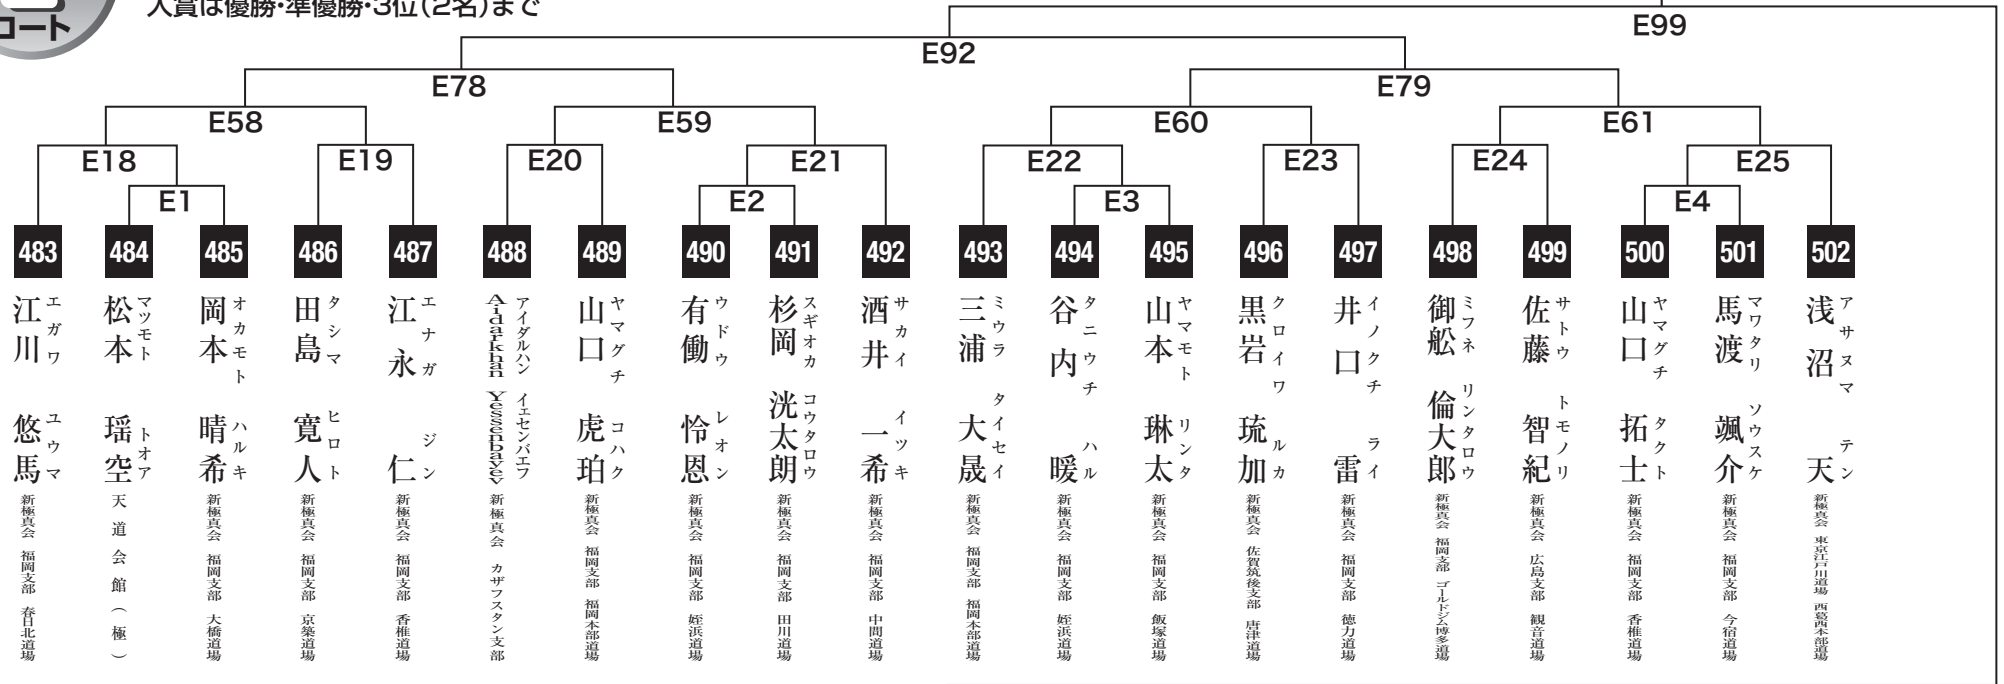 コート
入賞は優勝・準優勝・3位(2名)まで
E99
E92
E78
E79
E58
E59
E60
E61
E18
E19
E20
E21
E22
E23
E24
E25
E1
E2
E3
E4
483
484
485
486
487
488
489
490
491
492
493
494
495
496
497
498
499
500
501
502
江川 悠馬
エガワ ユウマ
新極真会 福岡支部 春日北道場
松本 瑶空
マツモト トオア
天道会館(極)
岡本 晴希
オカモト ハルキ
新極真会 福岡支部 大橋道場
田島 寛人
タシマ ヒロト
新極真会 福岡支部 京築道場
江永 仁
エナガ ジン
新極真会 福岡支部 香椎道場
Aidarkhan Yessenbayev
アイダルハン イェセンバエフ
新極真会 カザフスタン支部
山口 虎珀
ヤマグチ コハク
新極真会 福岡支部 福岡本部道場
有働 怜恩
ウドウ レオン
新極真会 福岡支部 姪浜道場
杉岡 洸太朗
スギオカ コウタロウ
新極真会 福岡支部 田川道場
酒井 一希
サカイ イツキ
新極真会 福岡支部 中間道場
三浦 大晟
ミウラ タイセイ
新極真会 福岡支部 福岡本部道場
谷内 暖
タニウチ ハル
新極真会 福岡支部 姪浜道場
山本 琳太
ヤマモト リンタ
新極真会 福岡支部 飯塚道場
黒岩 琉加
クロイワ ルカ
新極真会 佐賀筑後支部 唐津道場
井口 雷
イノクチ ライ
新極真会 福岡支部 徳力道場
御舩 倫大郎
ミフネ リンタロウ
新極真会 福岡支部 ゴールドジム博多道場
佐藤 智紀
サトウ トモノリ
新極真会 広島支部 観音道場
山口 拓士
ヤマグチ タクト
新極真会 福岡支部 香椎道場
馬渡 颯介
マワタリ ソウスケ
新極真会 福岡支部 今宿道場
浅沼 天
アサヌマ テン
新極真会 東京江戸川道場 西葛西本部道場